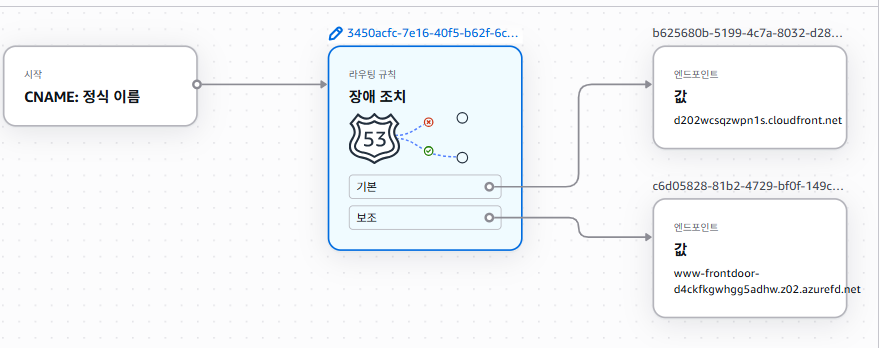 시작
CNAME: 정식 이름
3450acfc-7e16-40f5-b62f-6c...
라우팅 규칙
장애 조치
53
기본
보조
b625680b-5199-4c7a-8032-d28...
엔드포인트
값
d202wcsqzwpn1s.cloudfront.net
c6d05828-81b2-4729-bf0f-149c...
엔드포인트
값
www-frontdoor-
d4ckfkgwhgg5adhw.z02.azurefd.net